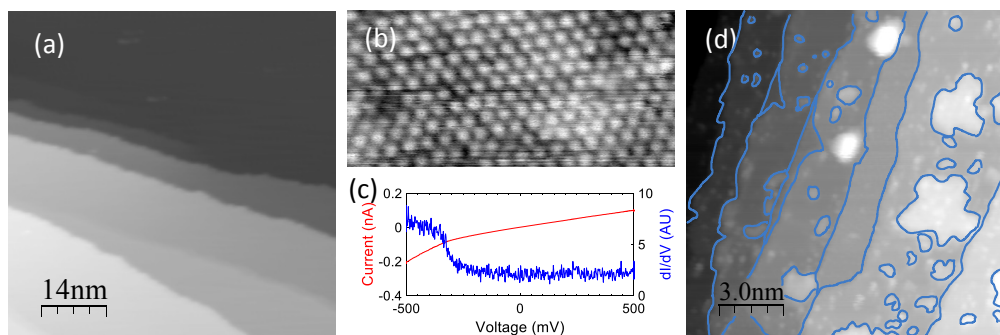 (a)
14nm
(b)
(c)
0.2
0
-0.2
-0.4
Current (nA)
10
5
0
dI/dV (AU)
-500
0
500
Voltage (mV)
(d)
3.0nm